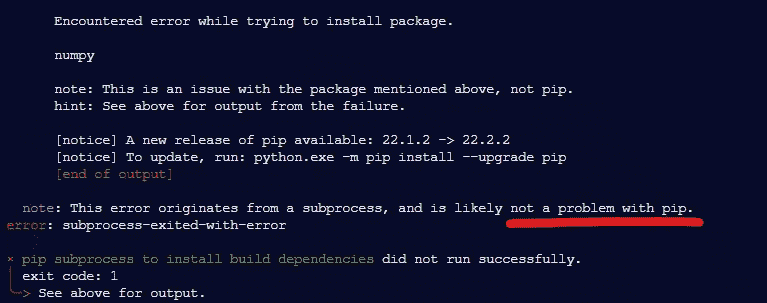 Encountered error while trying to install package.
numpy
note: This is an issue with the package mentioned above, not pip.
hint: See above for output from the failure.
[notice] A new release of pip available: 22.1.2 -> 22.2.2
[notice] To update, run: python.exe -m pip install --upgrade pip
[end of output]
note: This error originates from a subprocess, and is likely not a problem with pip.
error: subprocess-exited-with-error
× pip subprocess to install build dependencies did not run successfully.
│ exit code: 1
╰─> See above for output.